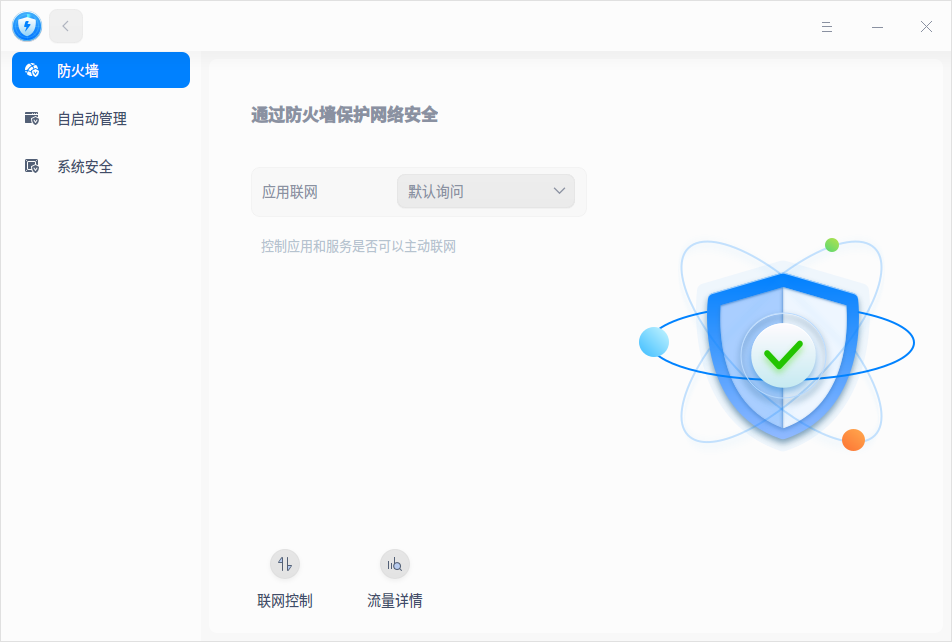 防火墙
自启动管理
系统安全
通过防火墙保护网络安全
应用联网
默认询问
控制应用和服务是否可以主动联网
联网控制
流量详情